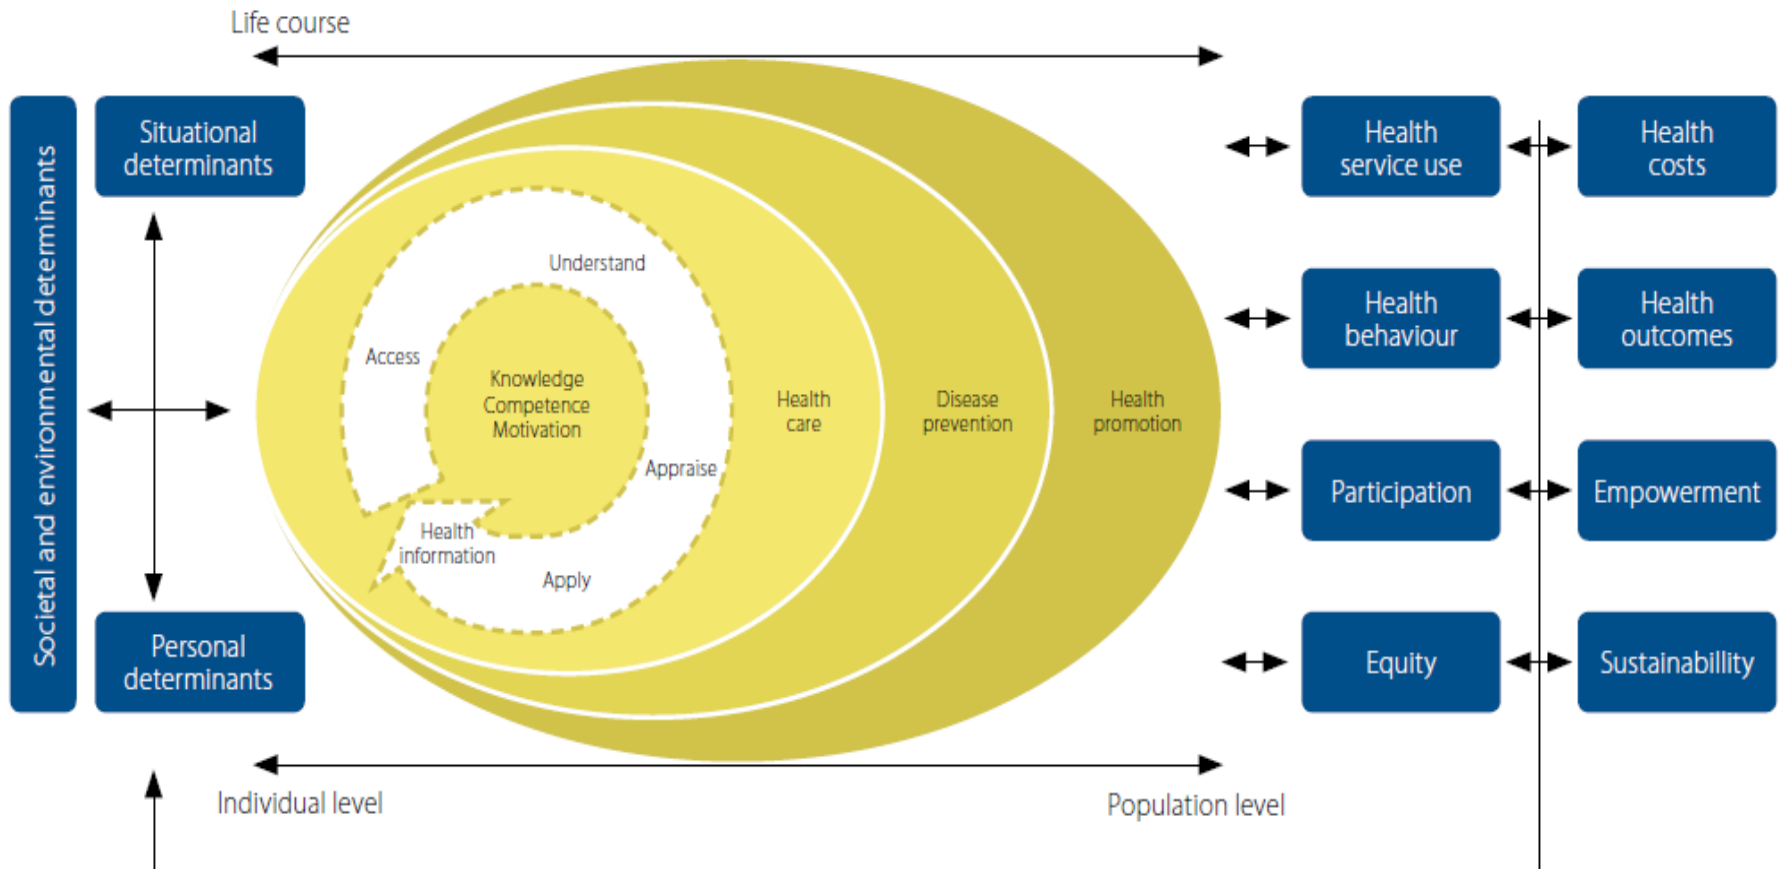 Life course
Societal and environmental determinants
Situational
determinants
Personal
determinants
Understand
Access
Knowledge
Competence
Motivation
Appraise
Health
information
Apply
Health
care
Disease
prevention
Health
promotion
Individual level
Population level
Health
service use
Health
costs
Health
behaviour
Health
outcomes
Participation
Empowerment
Equity
Sustainabillity